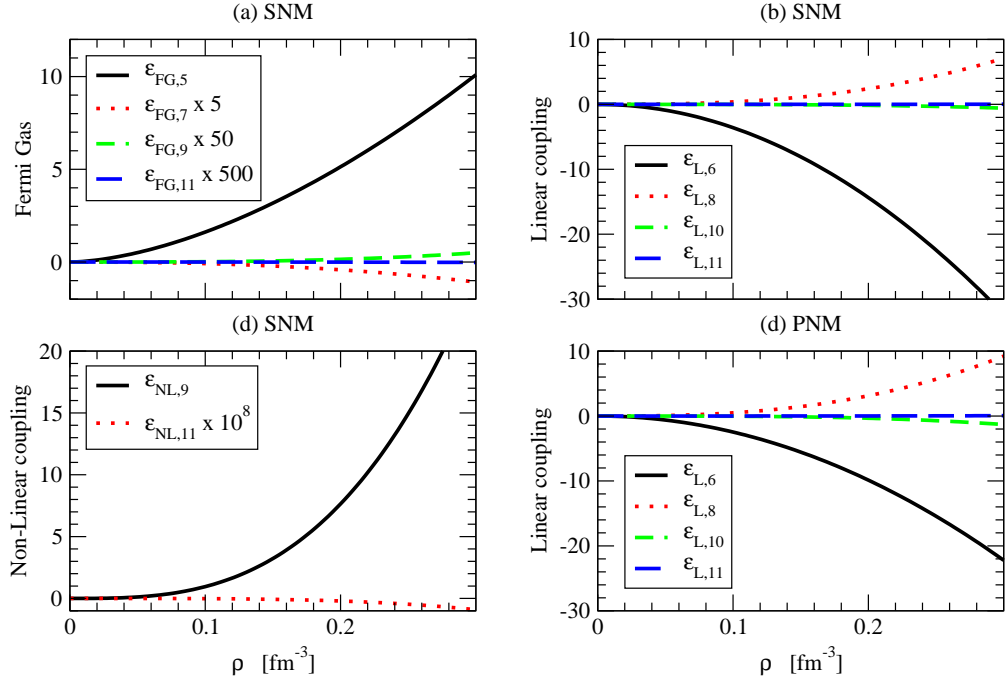 (a) SNM
10
5
0
Fermi Gas
ε_FG,5
ε_FG,7 x 5
ε_FG,9 x 50
ε_FG,11 x 500
(b) SNM
10
0
-10
-20
-30
Linear coupling
ε_L,6
ε_L,8
ε_L,10
ε_L,11
(d) SNM
20
15
10
5
0
Non-Linear coupling
ε_NL,9
ε_NL,11 x 10^8
0
0.1
0.2
ρ [fm^-3]
(d) PNM
10
0
-10
-20
-30
Linear coupling
ε_L,6
ε_L,8
ε_L,10
ε_L,11
0
0.1
0.2
ρ [fm^-3]